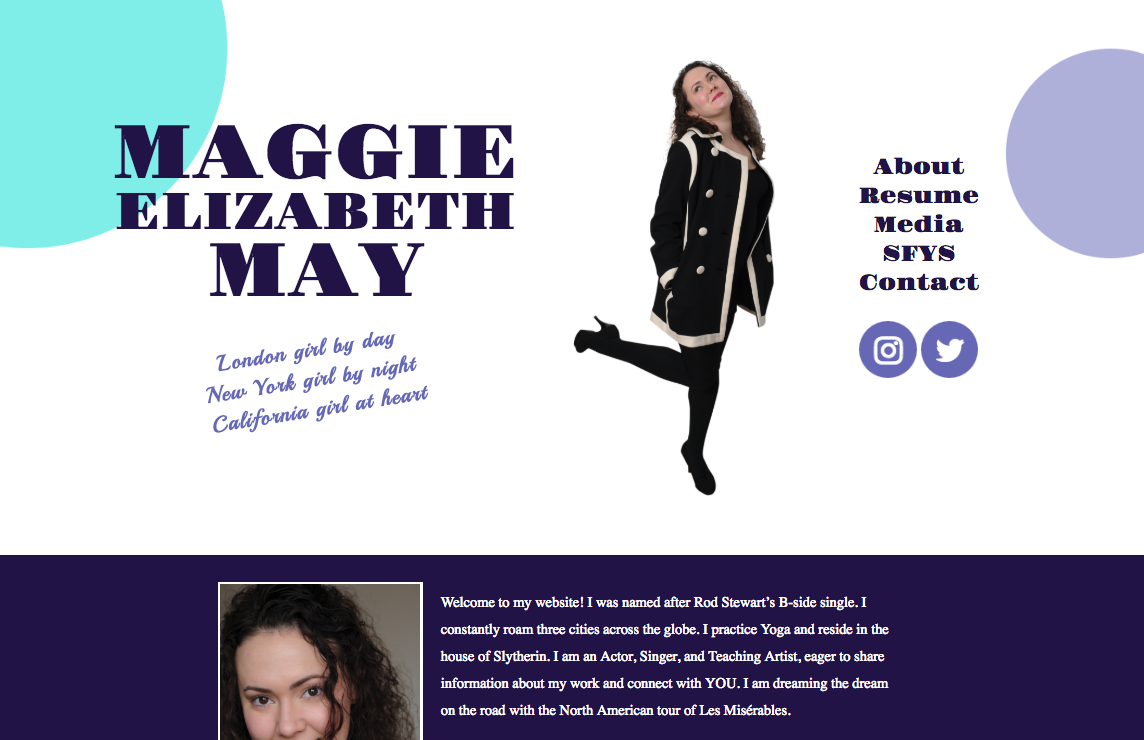 MAGGIE
ELIZABETH
MAY
London girl by day
New York girl by night
California girl at heart
About
Resume
Media
SFYS
Contact
Welcome to my website! I was named after Rod Stewart’s B-side single. I
constantly roam three cities across the globe. I practice Yoga and reside in the
house of Slytherin. I am an Actor, Singer, and Teaching Artist, eager to share
information about my work and connect with YOU. I am dreaming the dream
on the road with the North American tour of Les Misérables.